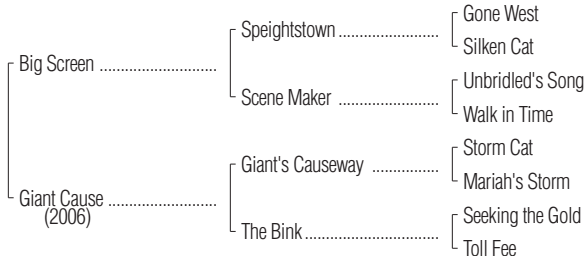 Gone West
Speightstown
Silken Cat
Big Screen
Unbridled's Song
Scene Maker
Walk in Time
Storm Cat
Giant's Causeway
Mariah's Storm
Giant Cause
(2006)
Seeking the Gold
The Bink
Toll Fee